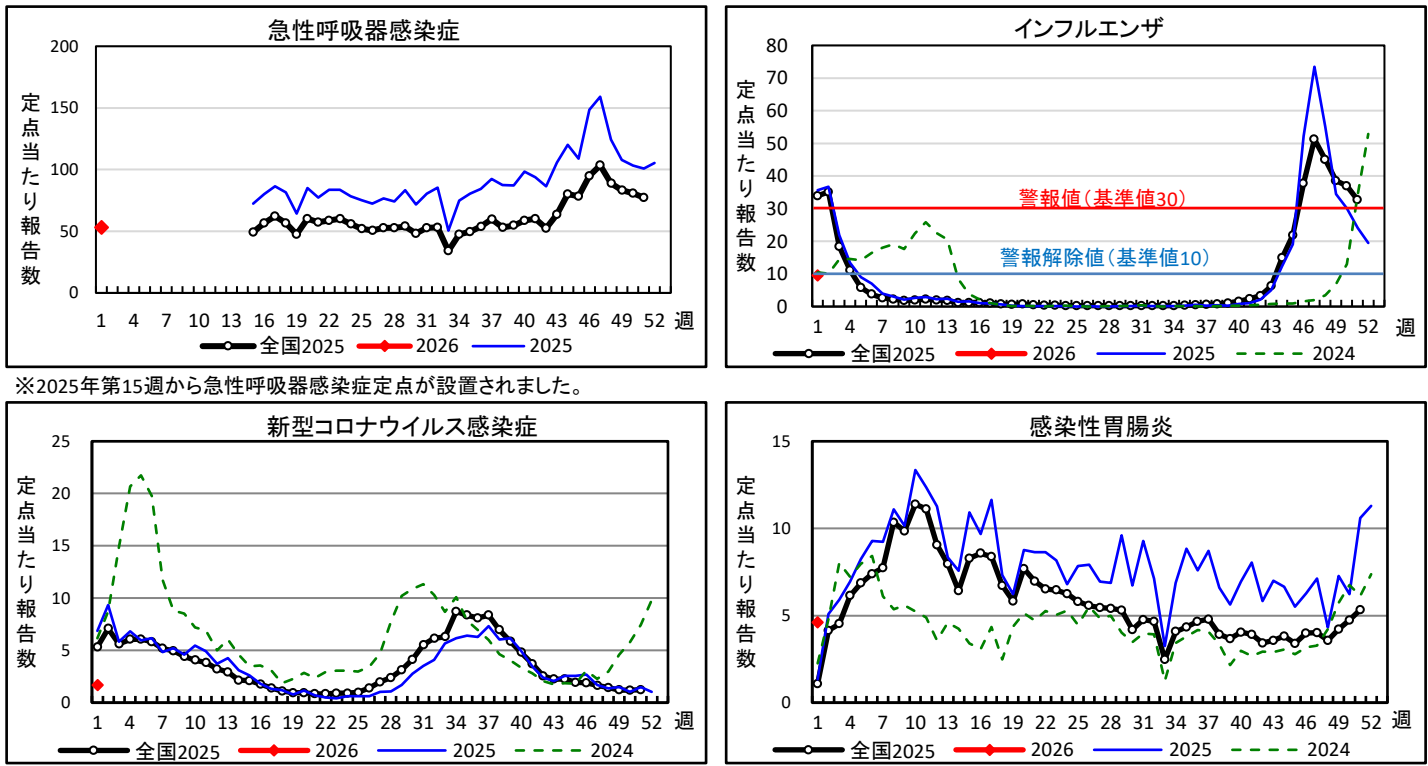 急性呼吸器感染症
定点当たり報告数
200
150
100
50
0
1 4 7 10 13 16 19 22 25 28 31 34 37 40 43 46 49 52 週
全国2025 2026 2025
※2025年第15週から急性呼吸器感染症定点が設置されました。
インフルエンザ
定点当たり報告数
80
70
60
50
40
30
20
10
0
警報値(基準値30)
警報解除値(基準値10)
1 4 7 10 13 16 19 22 25 28 31 34 37 40 43 46 49 52 週
全国2025 2026 2025 2024
新型コロナウイルス感染症
定点当たり報告数
25
20
15
10
5
0
1 4 7 10 13 16 19 22 25 28 31 34 37 40 43 46 49 52 週
全国2025 2026 2025 2024
感染性胃腸炎
定点当たり報告数
15
10
5
0
1 4 7 10 13 16 19 22 25 28 31 34 37 40 43 46 49 52 週
全国2025 2026 2025 2024